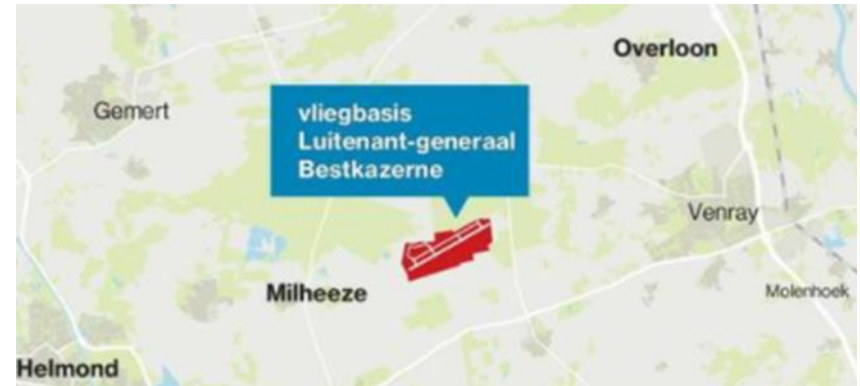 Overloon
Gemert
vliegbasis
Luitenant-generaal
Bestkazerne
Venray
Milheeze
Molenhoek
Helmond